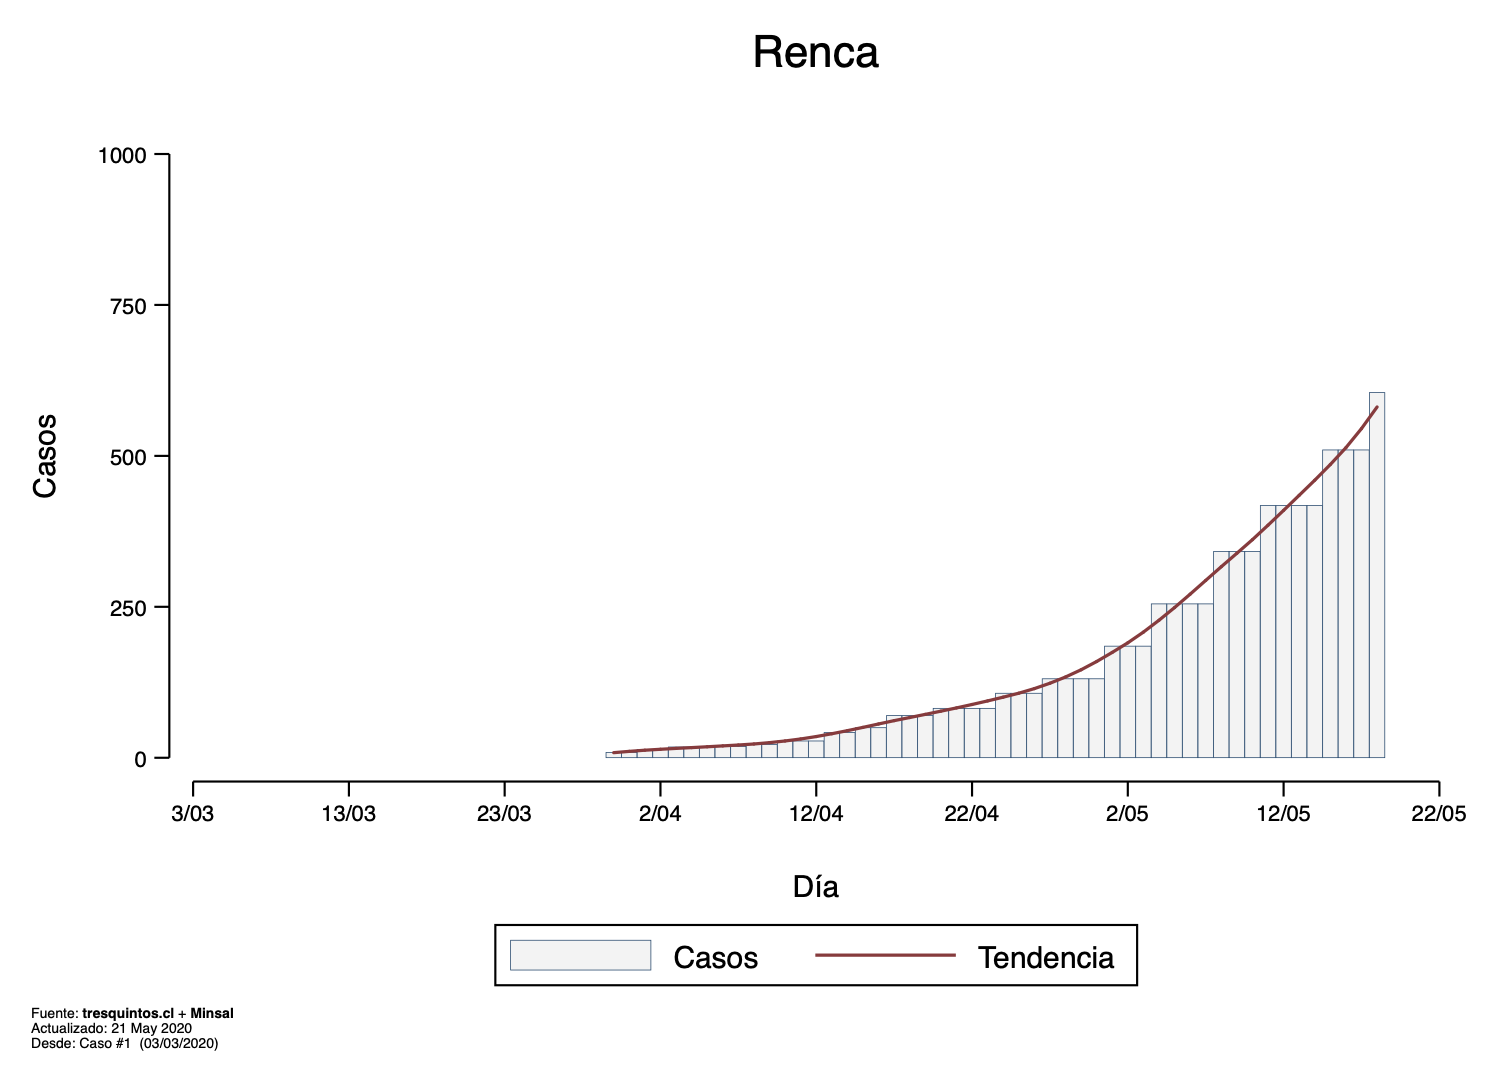 Renca
1000
750
500
250
0
Casos
3/03 13/03 23/03 2/04 12/04 22/04 2/05 12/05 22/05
Día
Casos Tendencia
Fuente: tresquintos.cl + Minsal
Actualizado: 21 May 2020
Desde: Caso #1 (03/03/2020)